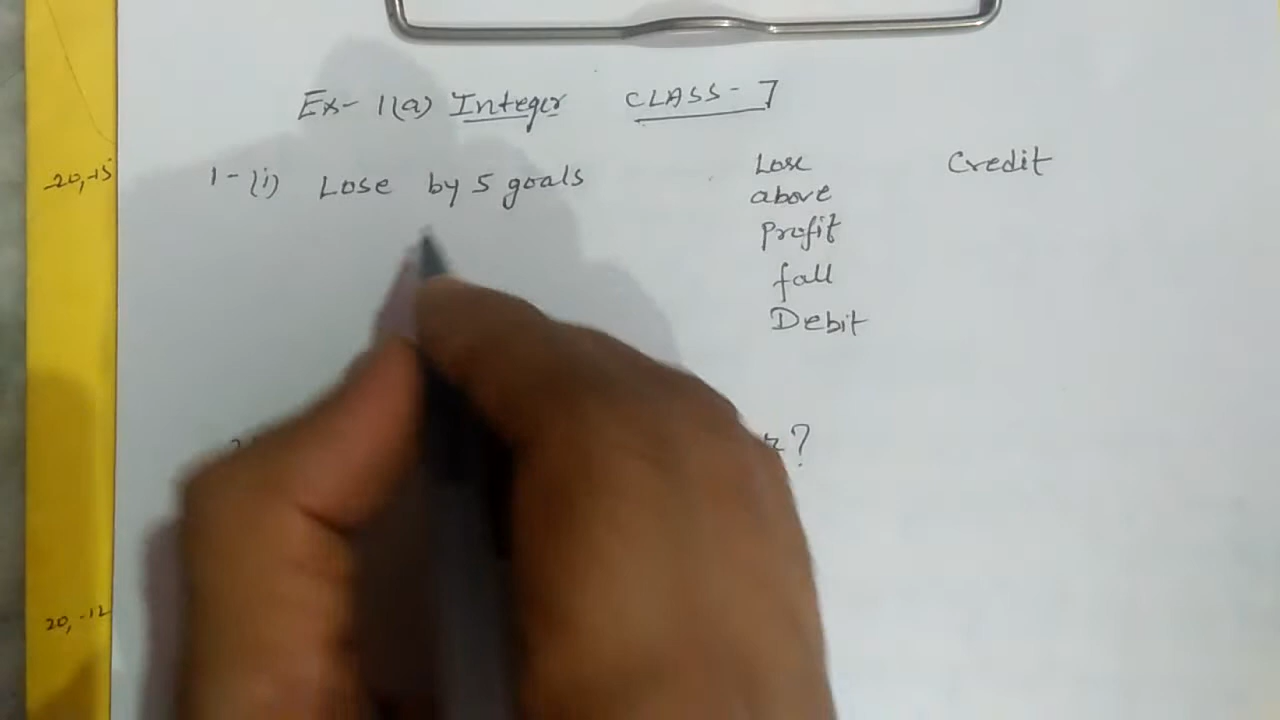 Ex- 1(a) Integer CLASS- 7
1-(i) Lose by 5 goals
Lose
above
Profit
fall
Debit
Credit
20,-15
20,-12